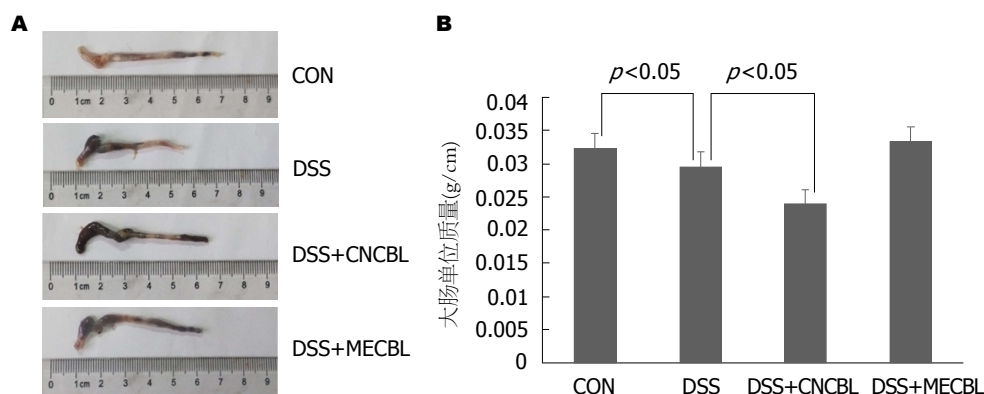 A
CON
0 1cm 2 3 4 5 6 7 8 9
DSS
0 1cm 2 3 4 5 6 7 8 9
DSS+CNCBL
0 1cm 2 3 4 5 6 7 8 9
DSS+MECBL
0 1cm 2 3 4 5 6 7 8 9
B
p<0.05 p<0.05
大肠单位质量(g/cm)
0.04
0.035
0.03
0.025
0.02
0.015
0.01
0.005
0
CON DSS DSS+CNCBL DSS+MECBL